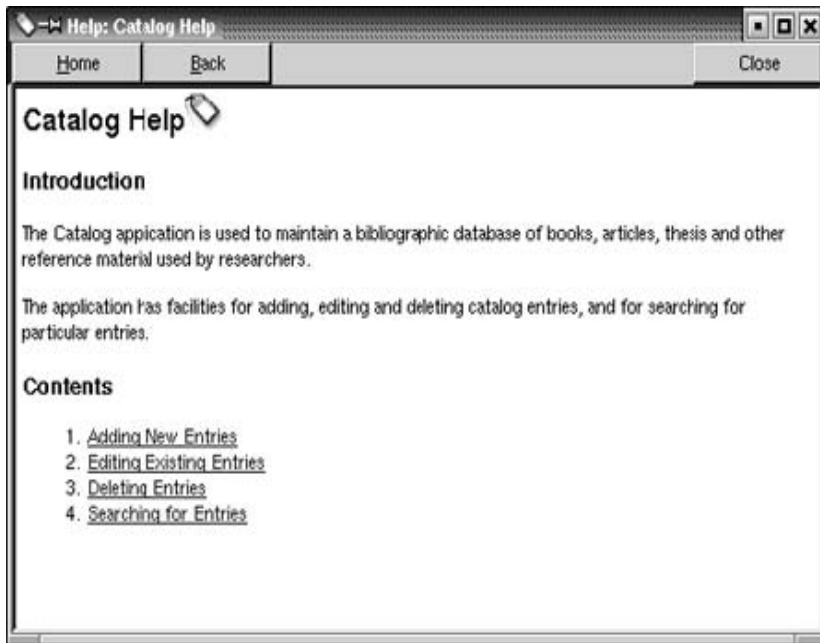 Help: Catalog Help
Home Back Close
Catalog Help
Introduction
The Catalog appication is used to maintain a bibliographic database of books, articles, thesis and other
reference material used by researchers.
The application has facilities for adding, editing and deleting catalog entries, and for searching for
particular entries.
Contents
1. Adding New Entries
2. Editing Existing Entries
3. Deleting Entries
4. Searching for Entries